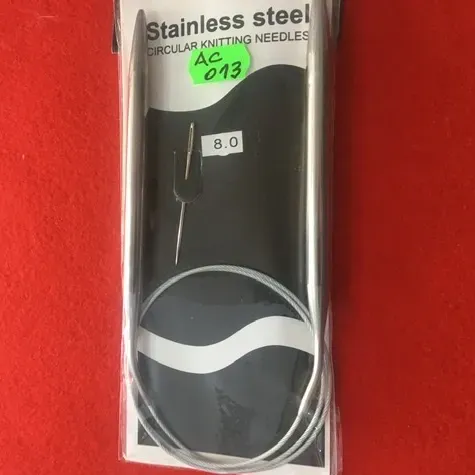 Stainless steel
CIRCULAR KNITTING NEEDLES
AC
013
8.0